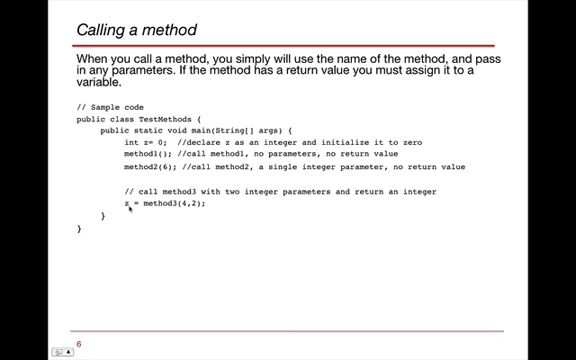 Calling a method
When you call a method, you simply will use the name of the method, and pass
in any parameters. If the method has a return value you must assign it to a
variable.
// Sample code
public class TestMethods {
public static void main(String[] args) {
int z= 0; //declare z as an integer and initialize it to zero
method1(); //call method1, no parameters, no return value
method2(6); //call method2, a single integer parameter, no return value
// call method3 with two integer parameters and return an integer
z = method3(4,2);
}
}
6